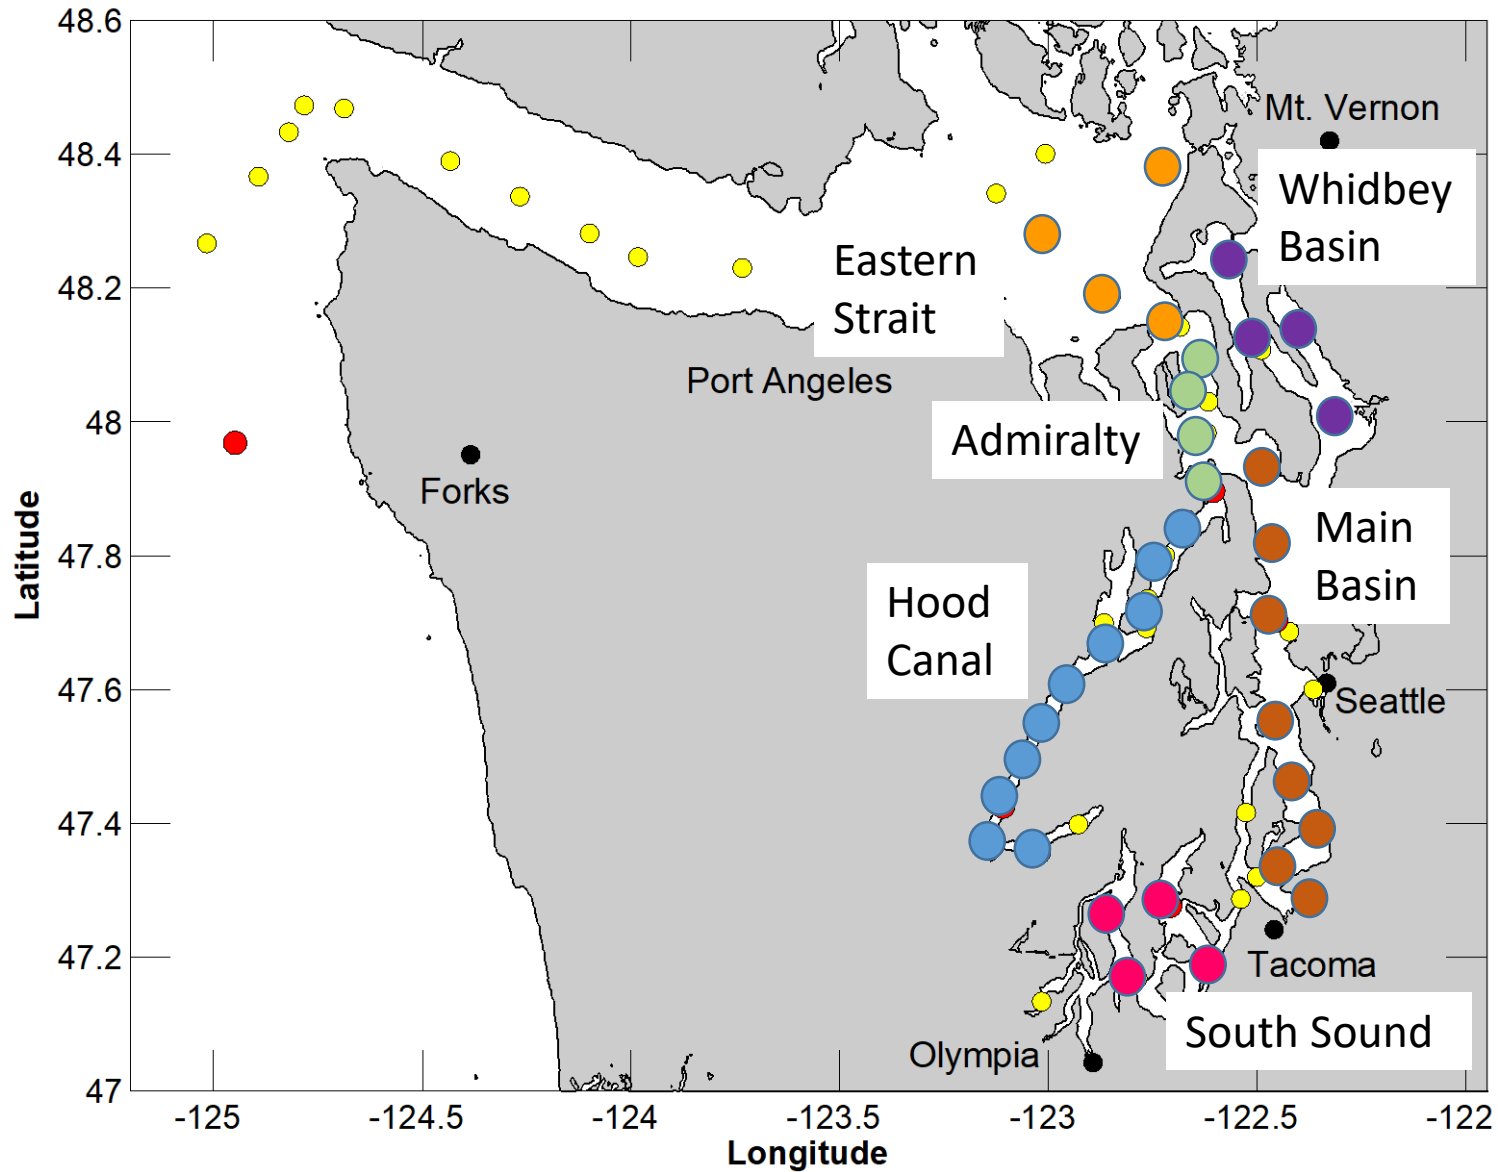 48.6
48.4
48.2
48
47.8
47.6
47.4
47.2
47
Latitude
Mt. Vernon
Whidbey
Basin
Eastern
Strait
Port Angeles
Admiralty
Forks
Main
Basin
Hood
Canal
Seattle
Tacoma
South Sound
Olympia
-125
-124.5
-124
-123.5
-123
-122.5
-122
Longitude